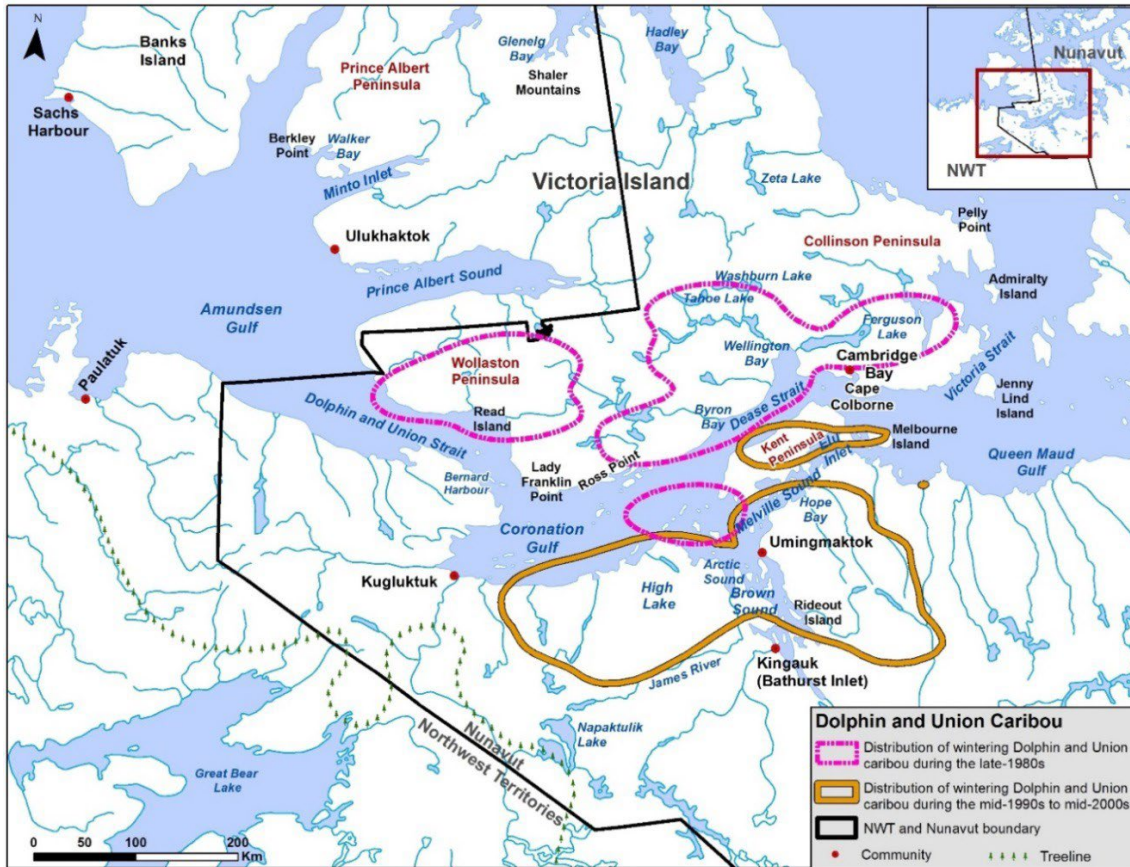 N
Banks
Island
Sachs
Harbour
Prince Albert
Peninsula
Glenelg
Bay
Shaler
Mountains
Hadley
Bay
Nunavut
NWT
Berkley
Point
Walker
Bay
Minto Inlet
Victoria Island
Zeta Lake
Pelly
Point
Ulukhaktok
Collinson Peninsula
Prince Albert Sound
Washburn Lake
Tahoe Lake
Admiralty
Island
Amundsen
Gulf
Ferguson
Lake
Wellington
Bay
Wollaston
Peninsula
Cambridge
Bay
Cape
Colborne
Victoria Strait
Jenny
Lind
Island
Paulatuk
Read
Island
Dolphin and Union Strait
Byron
Bay
Dease Strait
Melbourne
Island
Kent
Peninsula
Elu
Inlet
Queen Maud
Gulf
Ross Point
Lady
Franklin
Point
Bernard
Harbour
Melville Sound
Hope
Bay
Coronation
Gulf
Umingmaktok
Kugluktuk
Arctic
Sound
High
Lake
Brown
Sound
Rideout
Island
Kingauk
(Bathurst Inlet)
James River
Napaktulik
Lake
Nunavut
Northwest Territories
Great Bear
Lake
0 50 100 200
Km
Dolphin and Union Caribou
Distribution of wintering Dolphin and Union
caribou during the late-1980s
Distribution of wintering Dolphin and Union
caribou during the mid-1990s to mid-2000s
NWT and Nunavut boundary
Community
Treeline